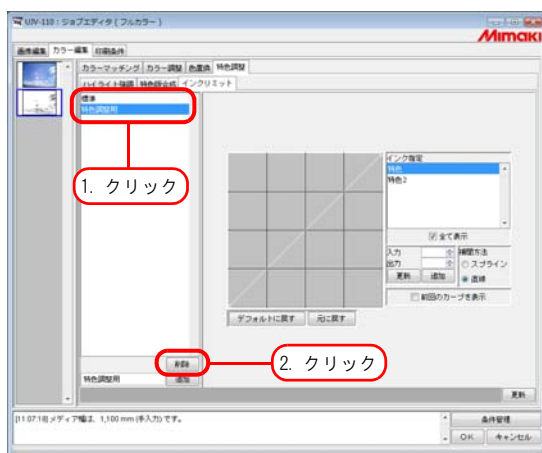 UJV-110 : ジョブエディタ ( フルカラー )
Mimaki
画像編集 カラー編集 印刷条件
カラーマッチング カラー調整 色置換 特色調整
ハイライト強調 特色版合成 インクリミット
標準
特色調整用
1. クリック
インク指定
特色
特色2
全て表示
入力
出力
更新 追加
補間方法
スプライン
直線
前回のカーブを表示
デフォルトに戻す 元に戻す
削除
2. クリック
特色調整用 追加
更新
[11:07:18] メディア幅は、1,100 mm (手入力) です。
条件管理
OK キャンセル